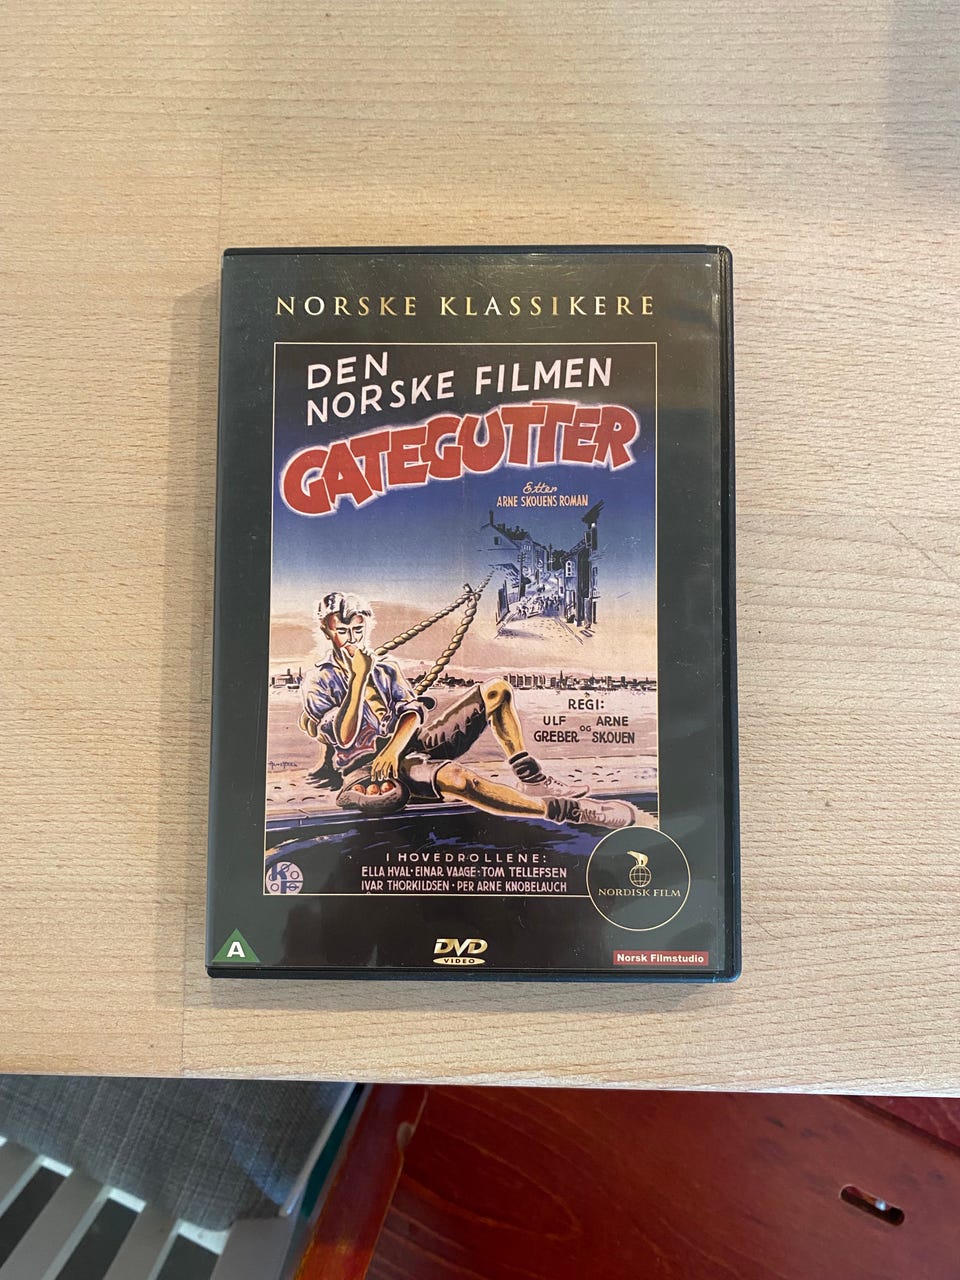 NORSKE KLASSIKERE
DEN
NORSKE FILMEN
GATEGUTTER
Etter
ARNE SKOUENS ROMAN
REGI:
ULF OG ARNE
GREBER SKOUEN
I HOVEDROLLENE:
ELLA HVAL · EINAR VAAGE · TOM TELLEFSEN
IVAR THORKILDSEN · PER ARNE KNOBELAUCH
KF
NORDISK FILM
A
DVD
VIDEO
Norsk Filmstudio